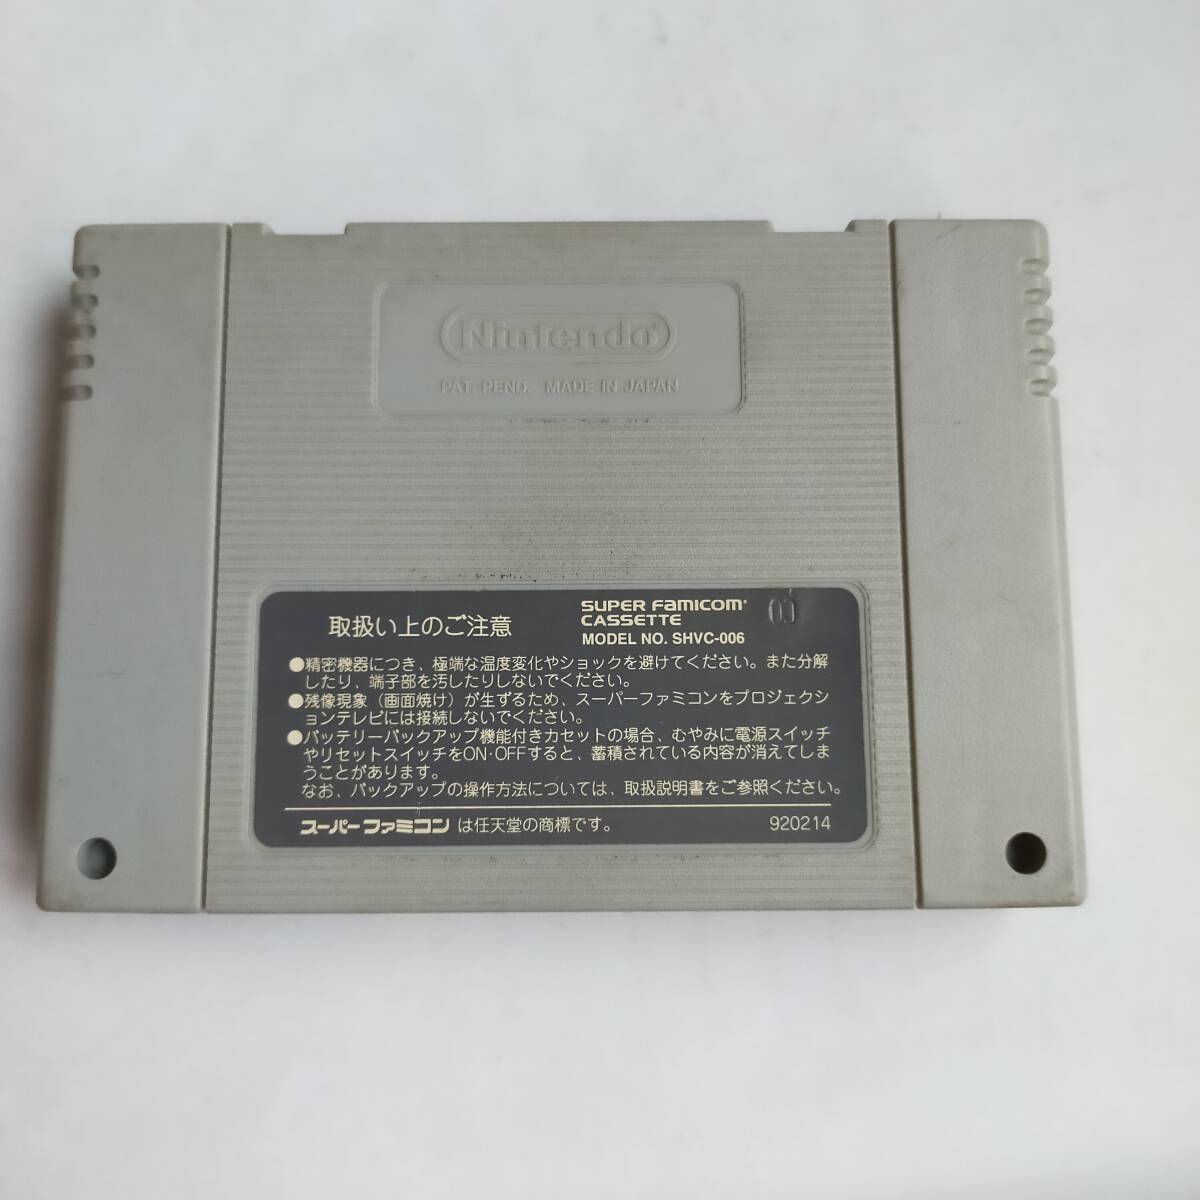 Nintendo
PAT. PEND. MADE IN JAPAN
取扱い上のご注意
SUPER FAMICOM
CASSETTE
MODEL NO. SHVC-006
●精密機器につき、極端な温度変化やショックを避けてください。また分解
したり、端子部を汚したりしないでください。
●残像現象（画面焼け）が生ずるため、スーパーファミコンをプロジェクシ
ョンテレビには接続しないでください。
●バッテリーバックアップ機能付きカセットの場合、むやみに電源スイッチ
やリセットスイッチをON・OFFすると、蓄積されている内容が消えてしま
うことがあります。
なお、バックアップの操作方法については、取扱説明書をご参照ください。
スーパーファミコン は任天堂の商標です。
920214